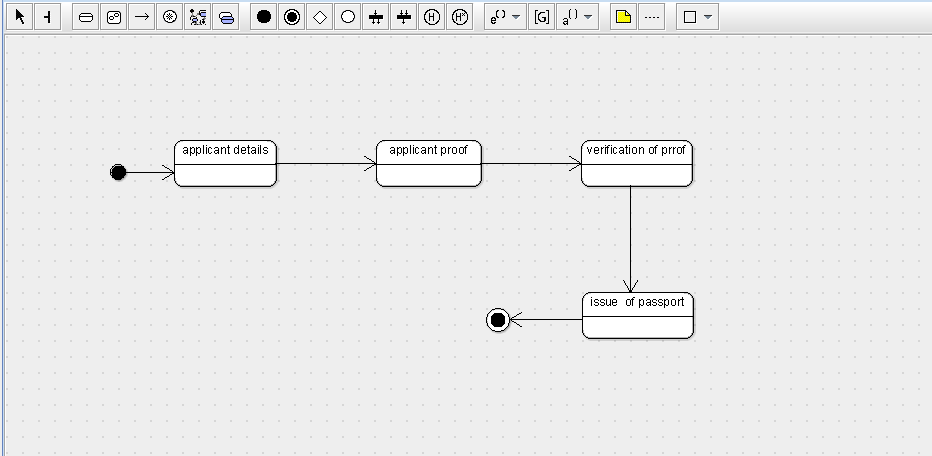 H H*
e() [G] a()
applicant details
applicant proof
verification of prrof
issue of passport